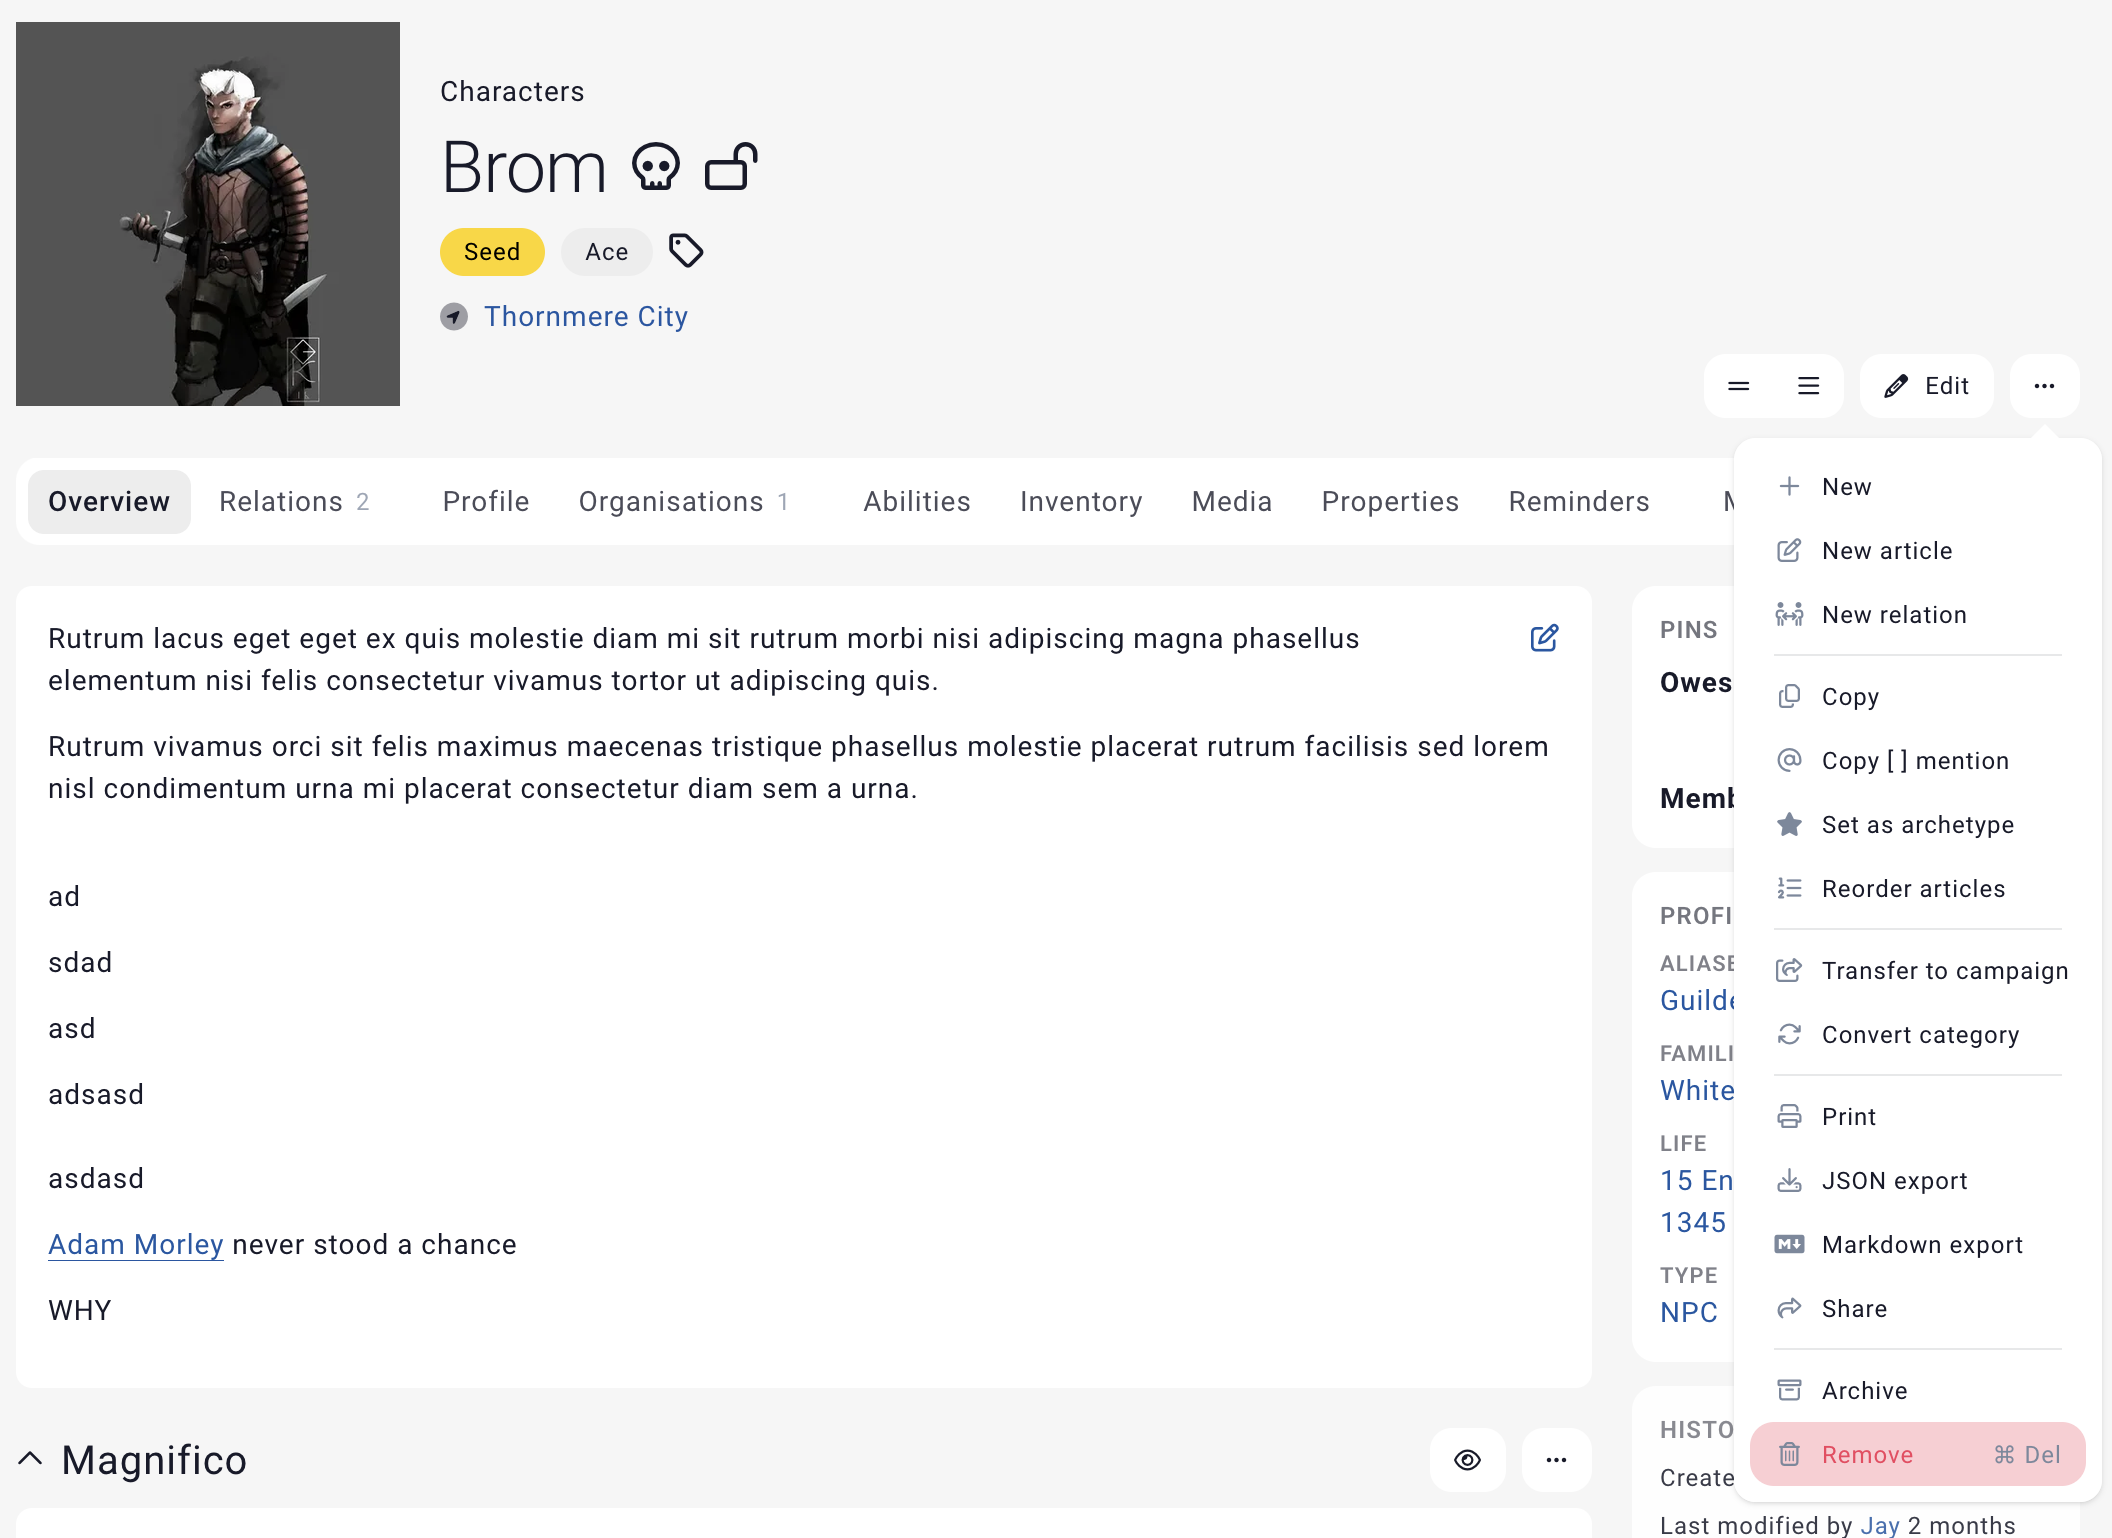 Characters
Brom
Seed Ace
Thornmere City
Edit
Overview Relations 2 Profile Organisations 1 Abilities Inventory Media Properties Reminders
Rutrum lacus eget eget ex quis molestie diam mi sit rutrum morbi nisi adipiscing magna phasellus
elementum nisi felis consectetur vivamus tortor ut adipiscing quis.
Rutrum vivamus orci sit felis maximus maecenas tristique phasellus molestie placerat rutrum facilisis sed lorem
nisl condimentum urna mi placerat consectetur diam sem a urna.
ad
sdad
asd
adsasd
asdasd
Adam Morley never stood a chance
WHY
Magnifico
PINS
Owes
LIFE
15 En
1345
TYPE
NPC
Last modified by Jay 2 months
New
New article
New relation
Copy
Copy [ ] mention
Set as archetype
Reorder articles
Transfer to campaign
Convert category
Print
JSON export
Markdown export
Share
Archive
Remove ⌘ Del